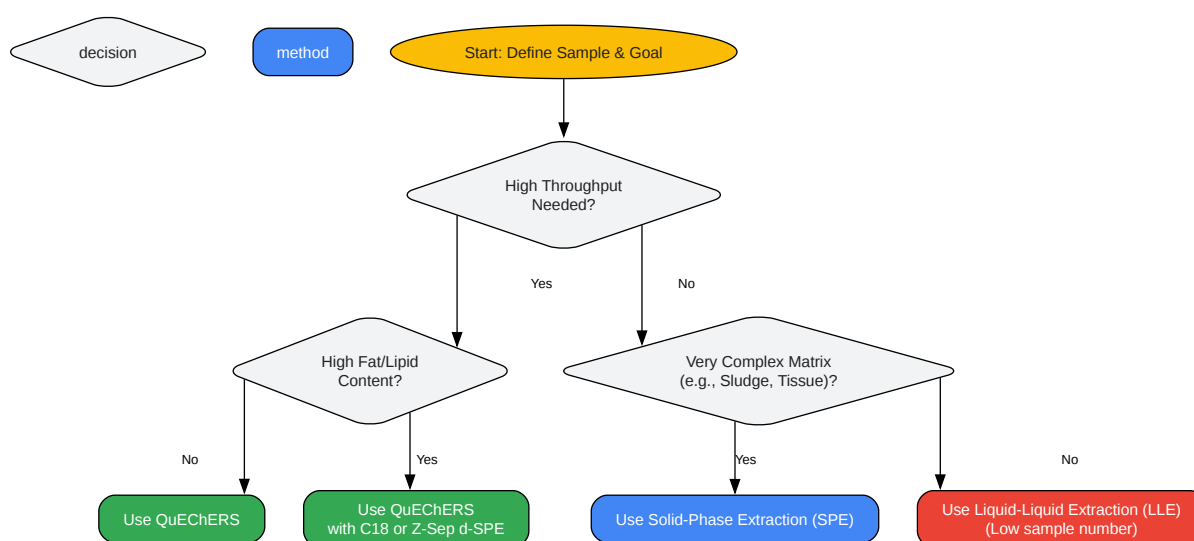 decision
method
Start: Define Sample & Goal
High Throughput
Needed?
Yes
No
High Fat/Lipid
Content?
Very Complex Matrix
(e.g., Sludge, Tissue)?
No
Yes
Yes
No
Use QuEChERS
Use QuEChERS
with C18 or Z-Sep d-SPE
Use Solid-Phase Extraction (SPE)
Use Liquid-Liquid Extraction (LLE)
(Low sample number)